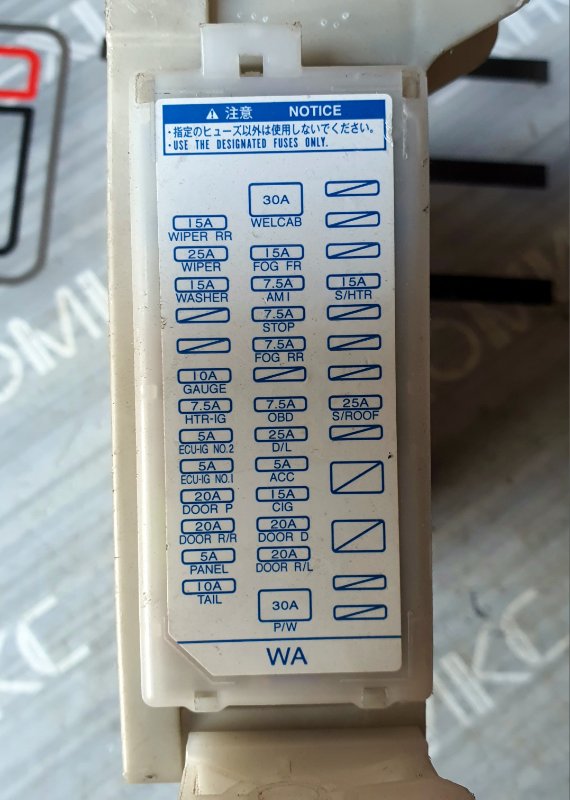 ⚠ 注意 NOTICE
・指定のヒューズ以外は使用しないでください。
・USE THE DESIGNATED FUSES ONLY.
15A
WIPER RR
25A
WIPER
15A
WASHER
10A
GAUGE
7.5A
HTR-IG
5A
ECU-IG NO.2
5A
ECU-IG NO.1
20A
DOOR P
20A
DOOR R/R
5A
PANEL
10A
TAIL
30A
WELCAB
15A
FOG FR
7.5A
AM1
7.5A
STOP
7.5A
FOG RR
7.5A
OBD
25A
D/L
5A
ACC
15A
CIG
20A
DOOR D
20A
DOOR R/L
30A
P/W
15A
S/HTR
25A
S/ROOF
WA